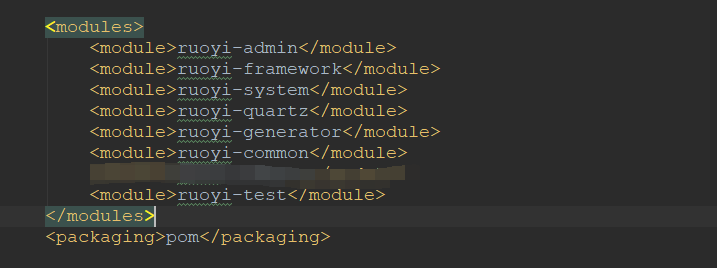 <modules>
<module>ruoyi-admin</module>
<module>ruoyi-framework</module>
<module>ruoyi-system</module>
<module>ruoyi-quartz</module>
<module>ruoyi-generator</module>
<module>ruoyi-common</module>
<module>ruoyi-test</module>
</modules>
<packaging>pom</packaging>